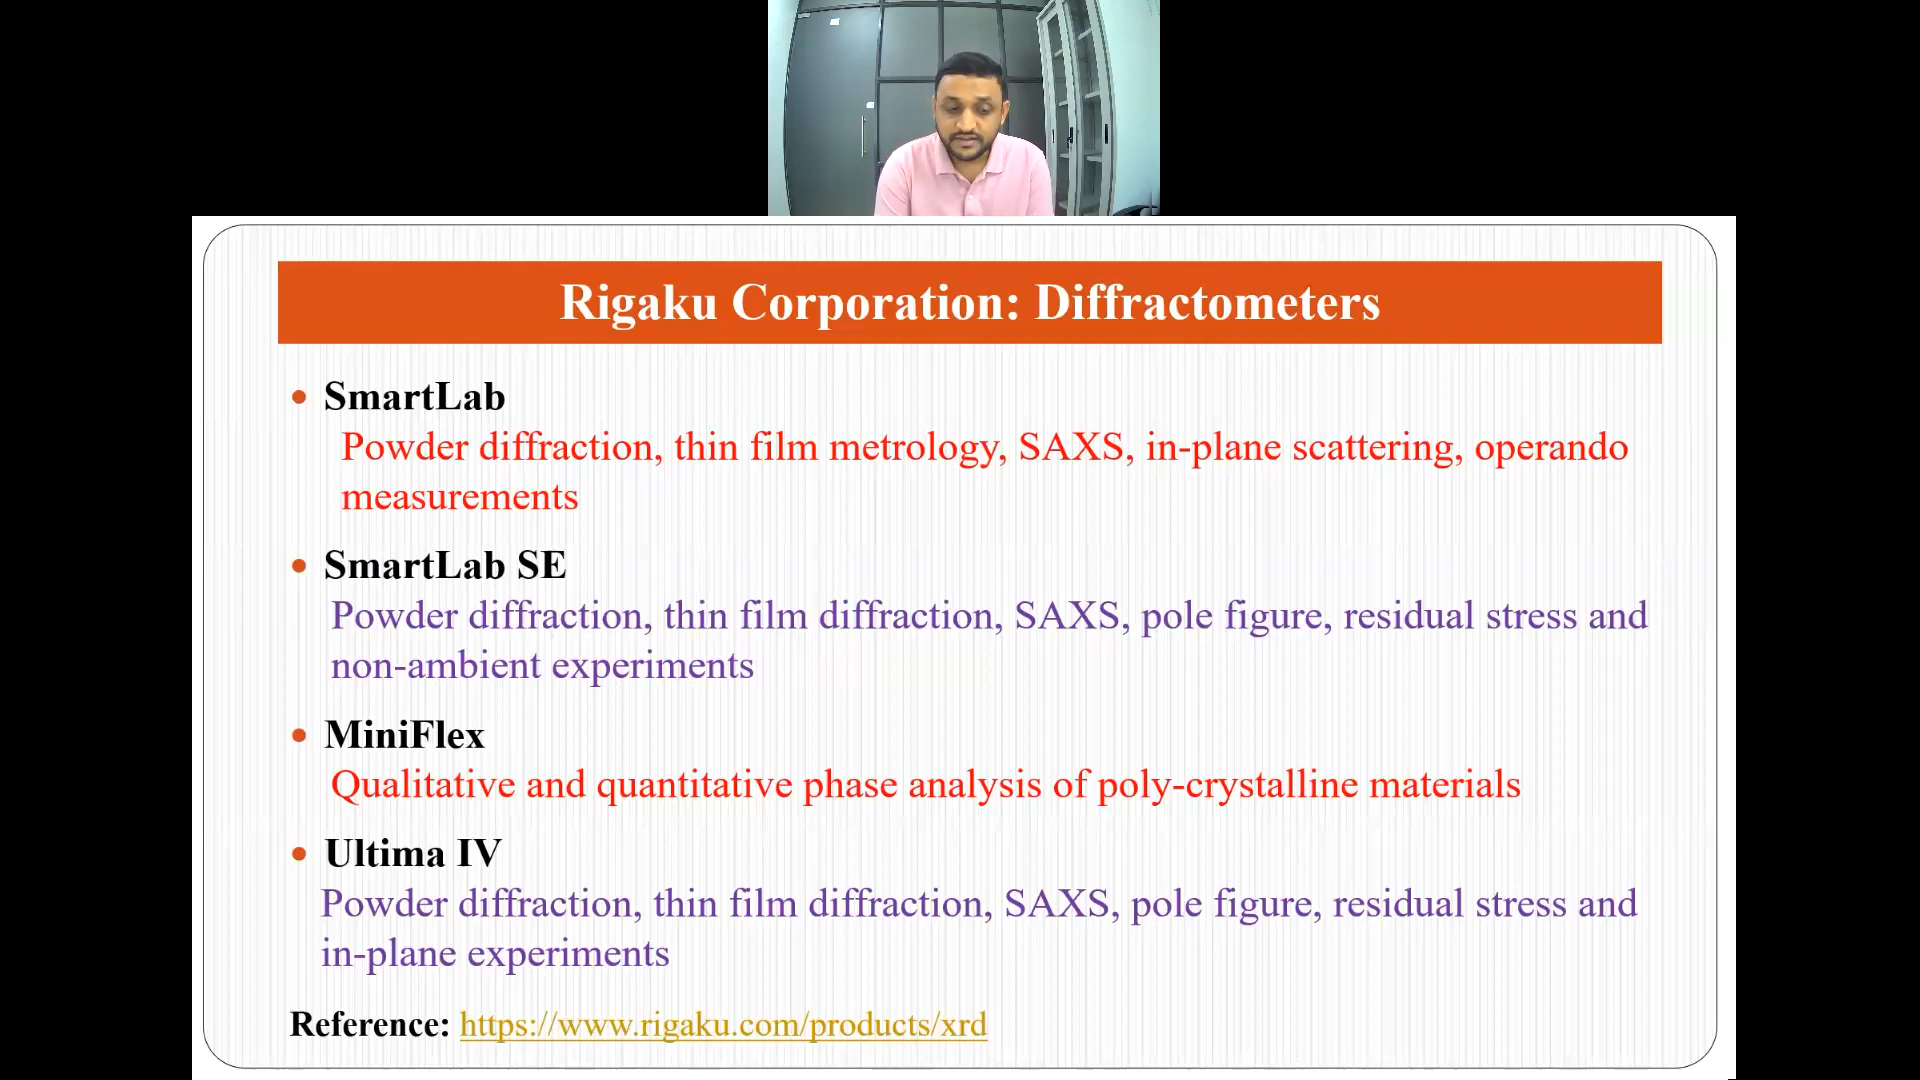 Rigaku Corporation: Diffractometers
• SmartLab
Powder diffraction, thin film metrology, SAXS, in-plane scattering, operando
measurements
• SmartLab SE
Powder diffraction, thin film diffraction, SAXS, pole figure, residual stress and
non-ambient experiments
• MiniFlex
Qualitative and quantitative phase analysis of poly-crystalline materials
• Ultima IV
Powder diffraction, thin film diffraction, SAXS, pole figure, residual stress and
in-plane experiments
Reference: https://www.rigaku.com/products/xrd